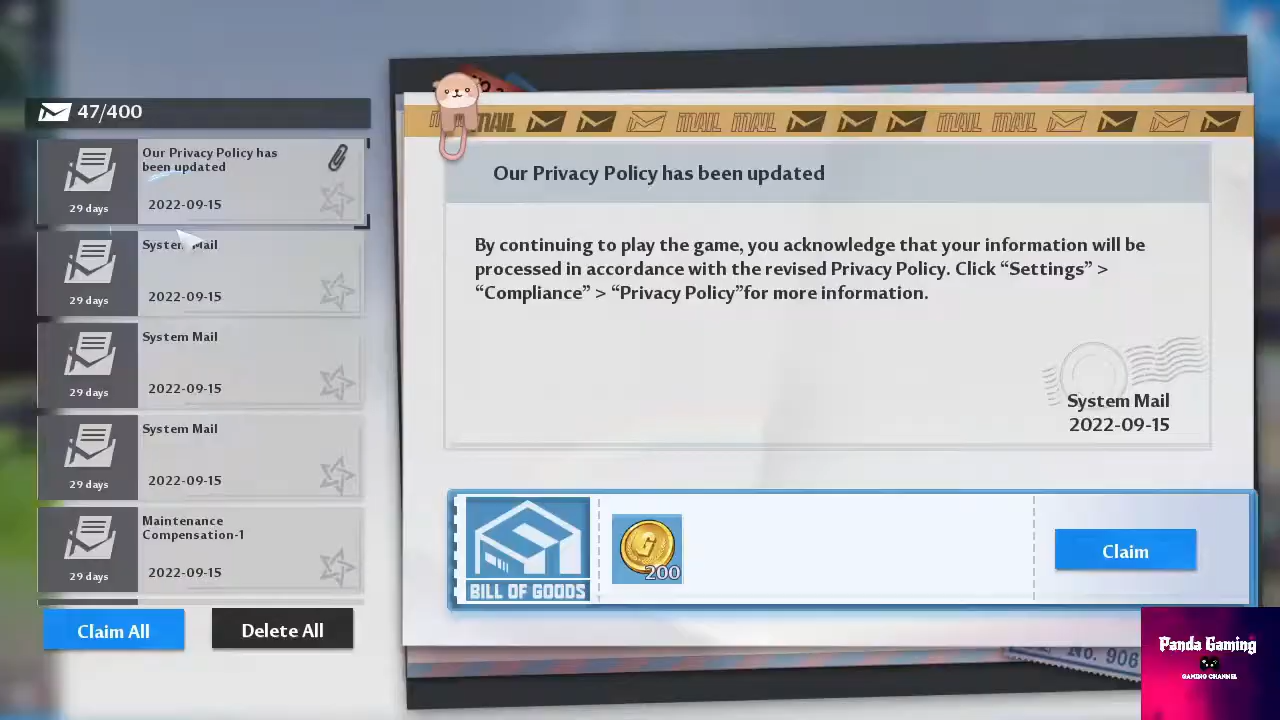 47/400
Our Privacy Policy has
been updated
29 days
2022-09-15
System Mail
29 days
2022-09-15
System Mail
29 days
2022-09-15
System Mail
29 days
2022-09-15
Maintenance
Compensation-1
29 days
2022-09-15
Claim All
Delete All
MAIL MAIL MAIL MAIL MAIL
Our Privacy Policy has been updated
By continuing to play the game, you acknowledge that your information will be
processed in accordance with the revised Privacy Policy. Click “Settings” >
“Compliance” > “Privacy Policy”for more information.
System Mail
2022-09-15
BILL OF GOODS
G
200
Claim
No. 906
Panda Gaming
GAMING CHANNEL